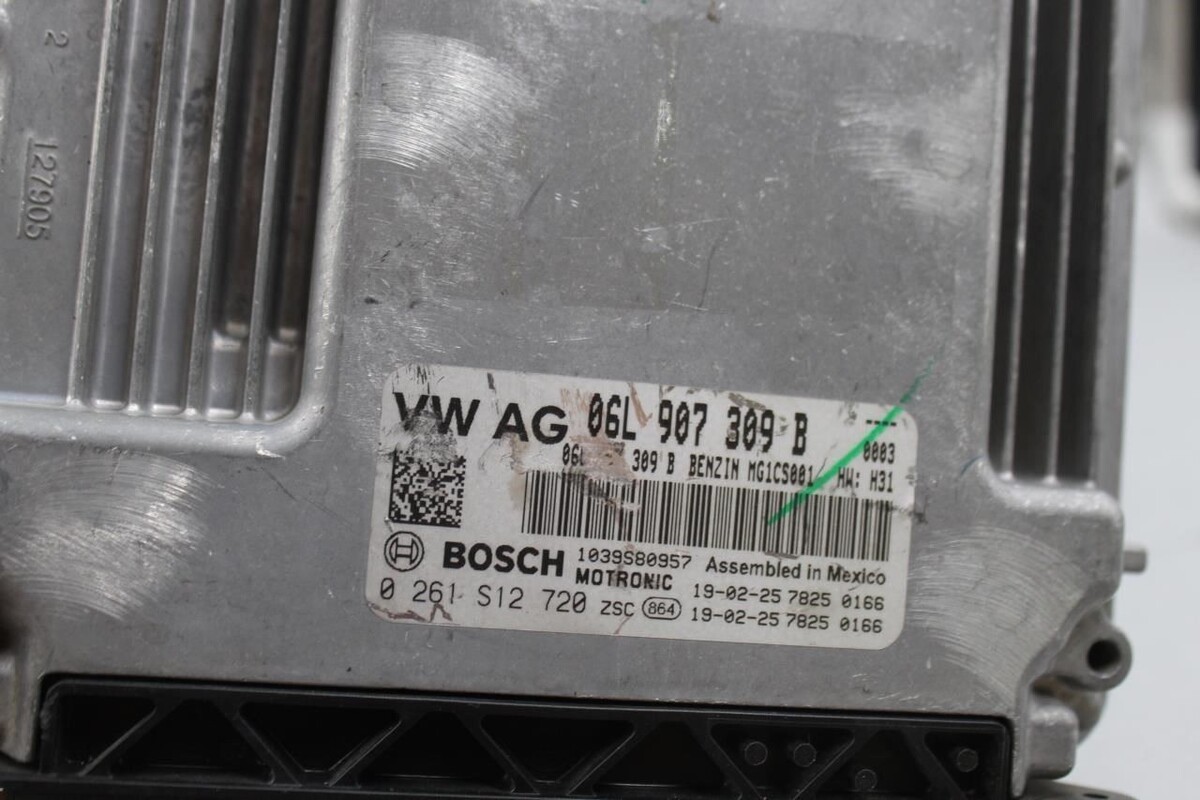 2
127905
VW AG 06L 907 309 B ----
06L 309 B BENZIN MG1CS001 HW: H31
0003
BOSCH 1039S80957 Assembled in Mexico
MOTRONIC 19-02-25 7825 0166
0 261 S12 720 ZSC 864 19-02-25 7825 0166